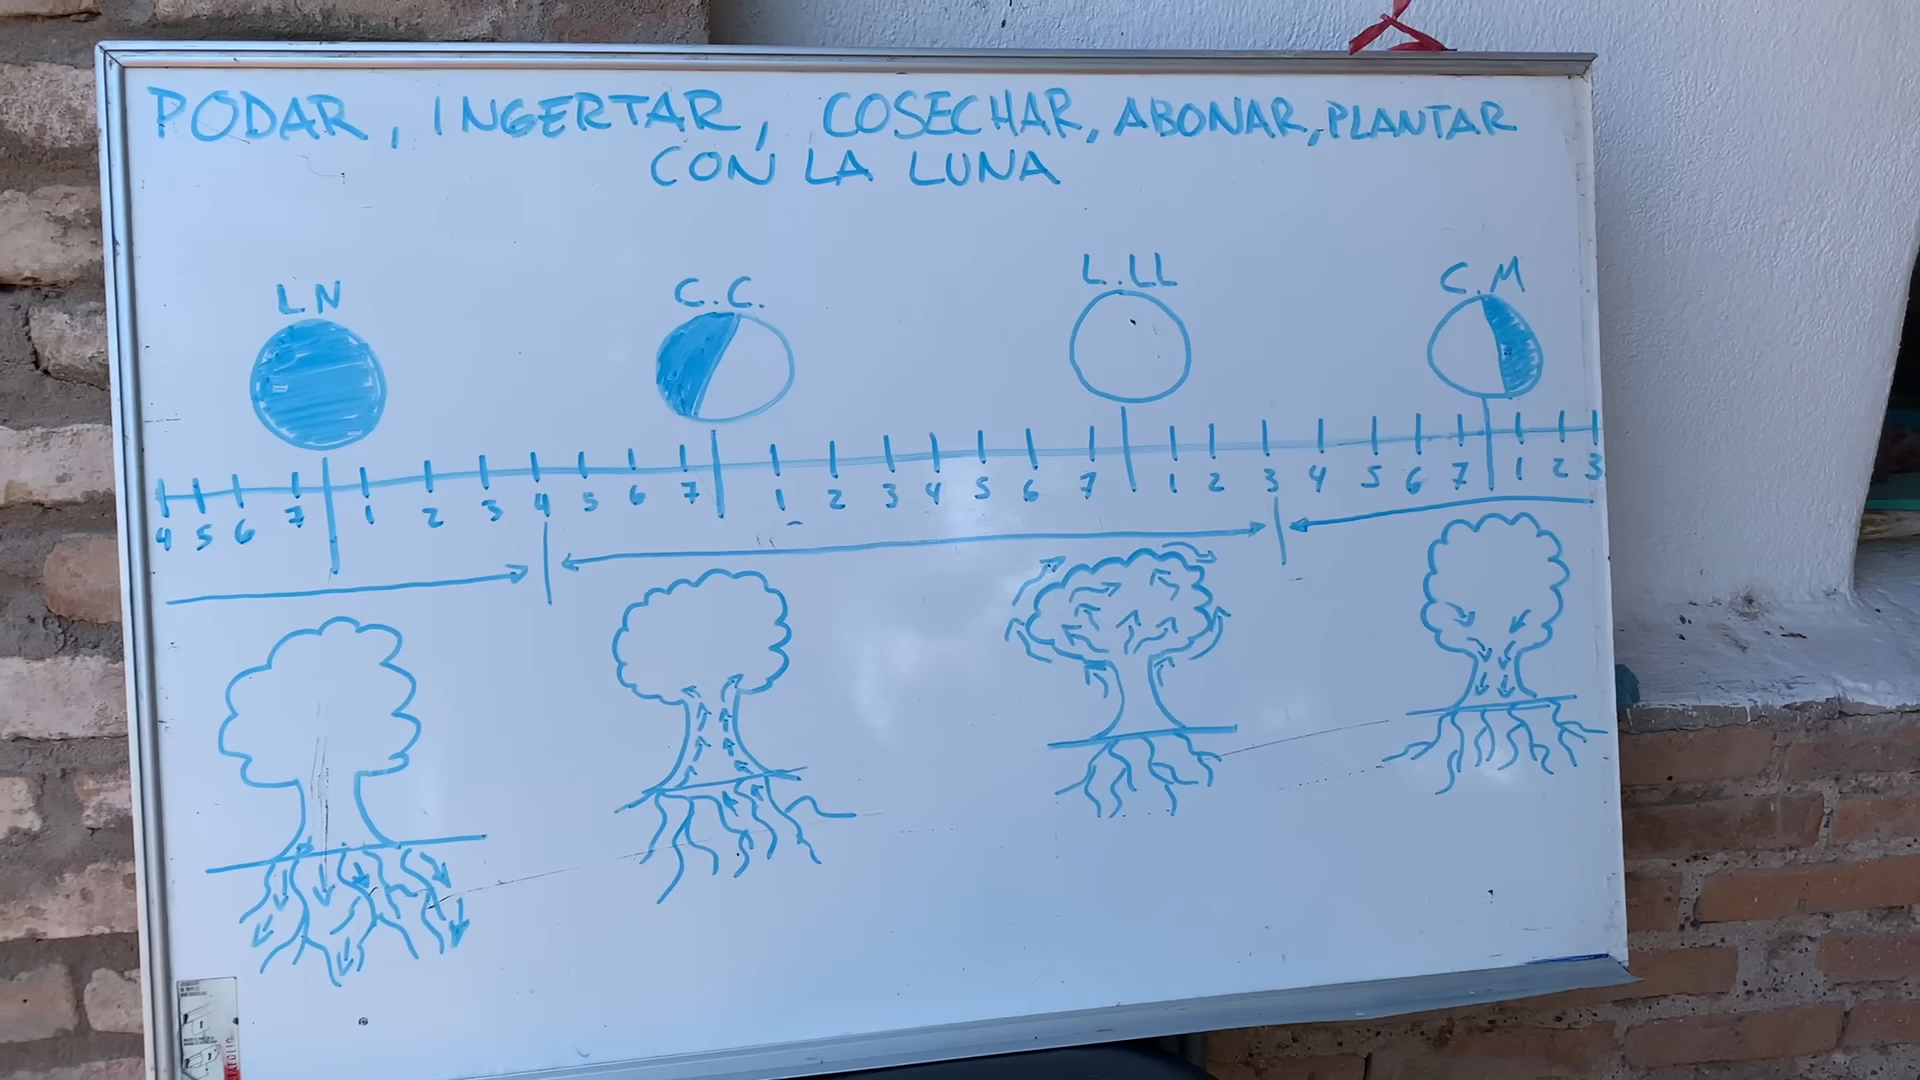 PODAR, INGERTAR, COSECHAR, ABONAR, PLANTAR
CON LA LUNA
LN C.C. L.LL C.M
4 5 6 7 1 2 3 4 5 6 7 1 2 3 4 5 6 7 1 2 3 4 5 6 7 1 2 3